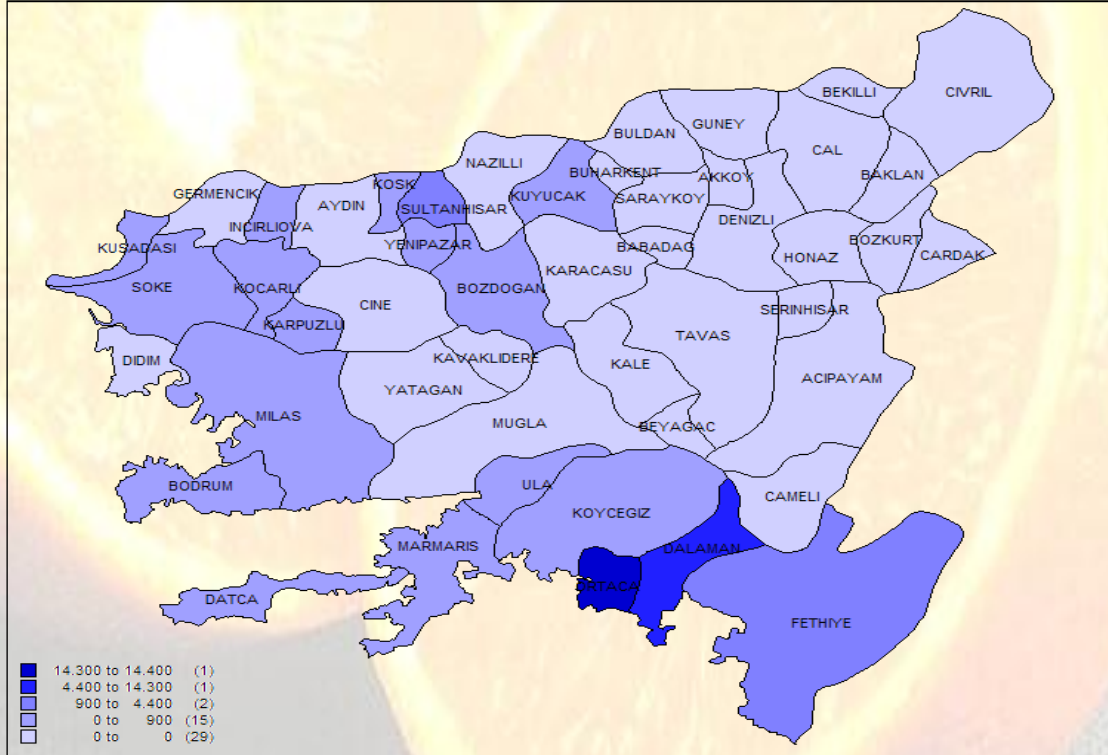 CIVRIL
BEKILLI
GUNEY
BULDAN
CAL
NAZILLI
BUHARKENT
AKKOY
BAKLAN
KOSK
GERMENCIK
KUYUCAK
SARAYKOY
AYDIN
SULTANHISAR
DENIZLI
INCIRLIOVA
KUSADASI
YENIPAZAR
BABADAG
BOZKURT
HONAZ
CARDAK
KARACASU
SOKE
KOCARLI
BOZDOGAN
CINE
SERINHISAR
KARPUZLU
TAVAS
DIDIM
KAVAKLIDERE
KALE
ACIPAYAM
YATAGAN
MILAS
MUGLA
BEYAGAC
BODRUM
ULA
CAMELI
KOYCEGIZ
MARMARIS
DALAMAN
ORTACA
DATCA
FETHIYE
14.300 to 14.400 (1)
4.400 to 14.300 (1)
900 to 4.400 (2)
0 to 900 (15)
0 to 0 (29)